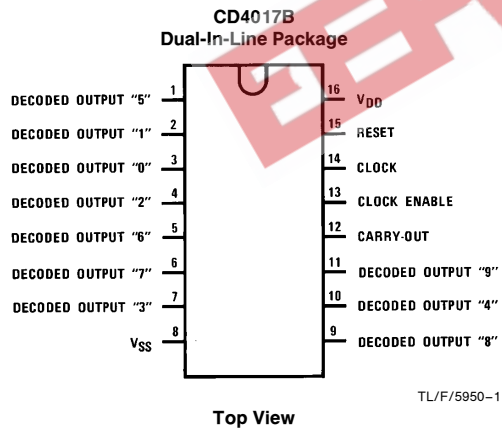 CD4017B
Dual-In-Line Package
DECODED OUTPUT "5" 1
DECODED OUTPUT "1" 2
DECODED OUTPUT "0" 3
DECODED OUTPUT "2" 4
DECODED OUTPUT "6" 5
DECODED OUTPUT "7" 6
DECODED OUTPUT "3" 7
VSS 8
16 VDD
15 RESET
14 CLOCK
13 CLOCK ENABLE
12 CARRY-OUT
11 DECODED OUTPUT "9"
10 DECODED OUTPUT "4"
9 DECODED OUTPUT "8"
TL/F/5950–1
Top View